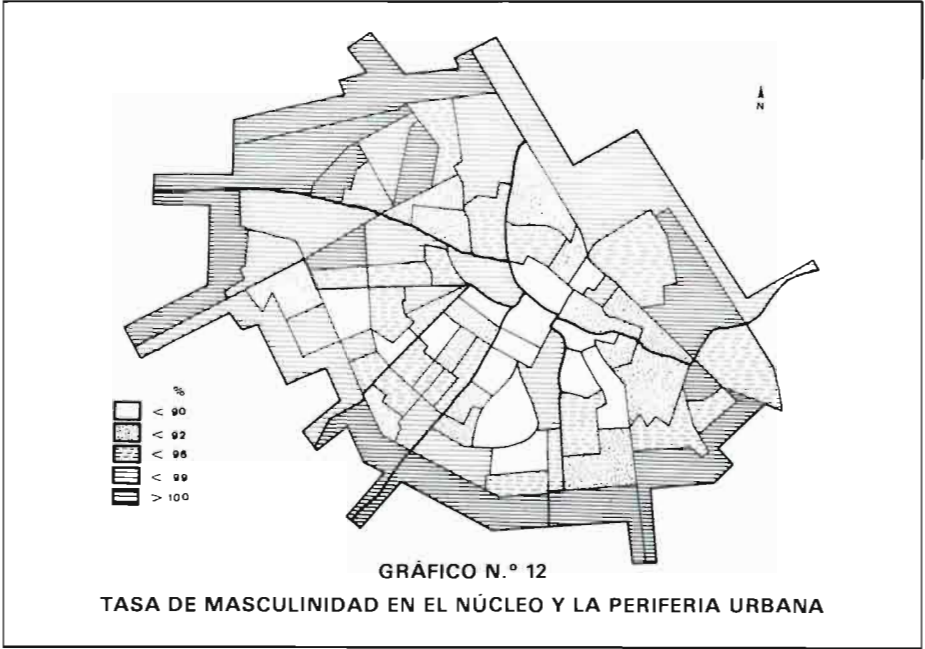 N
%
< 90
< 92
< 96
< 99
> 100
GRÁFICO N.º 12
TASA DE MASCULINIDAD EN EL NÚCLEO Y LA PERIFERIA URBANA